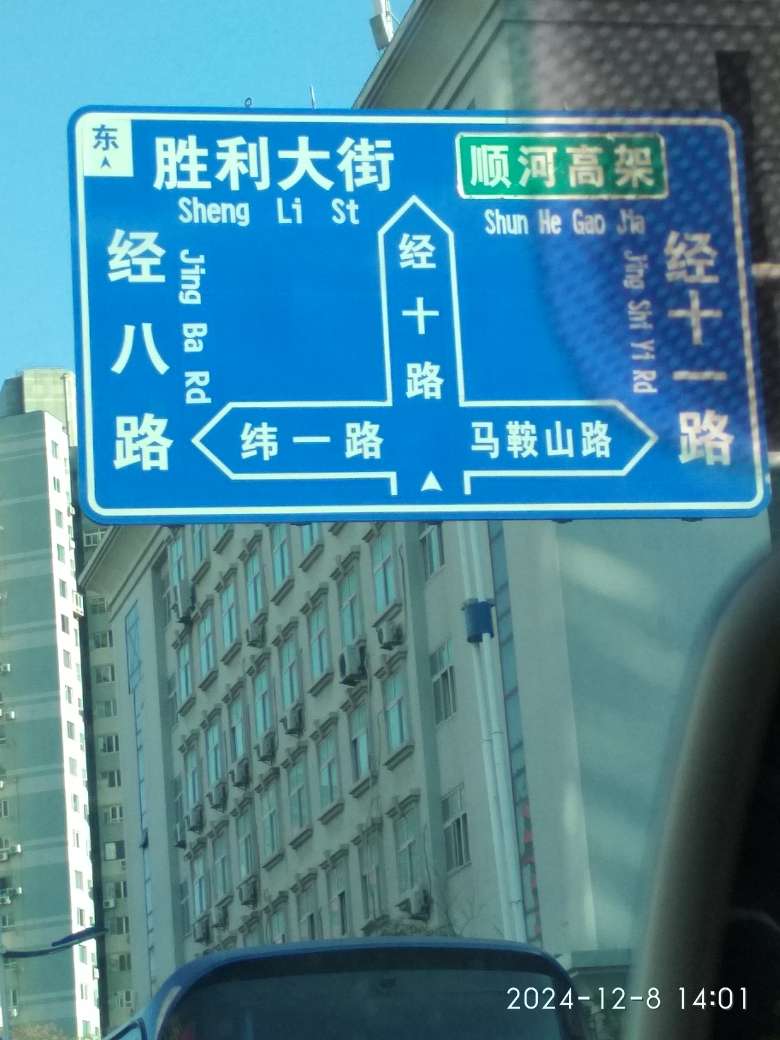 东
胜利大街
Sheng Li St
顺河高架
Shun He Gao Jia
经八路
Jing Ba Rd
经十路
经十一路
Jing Shi Yi Rd
纬一路
马鞍山路
2024-12-8 14:01